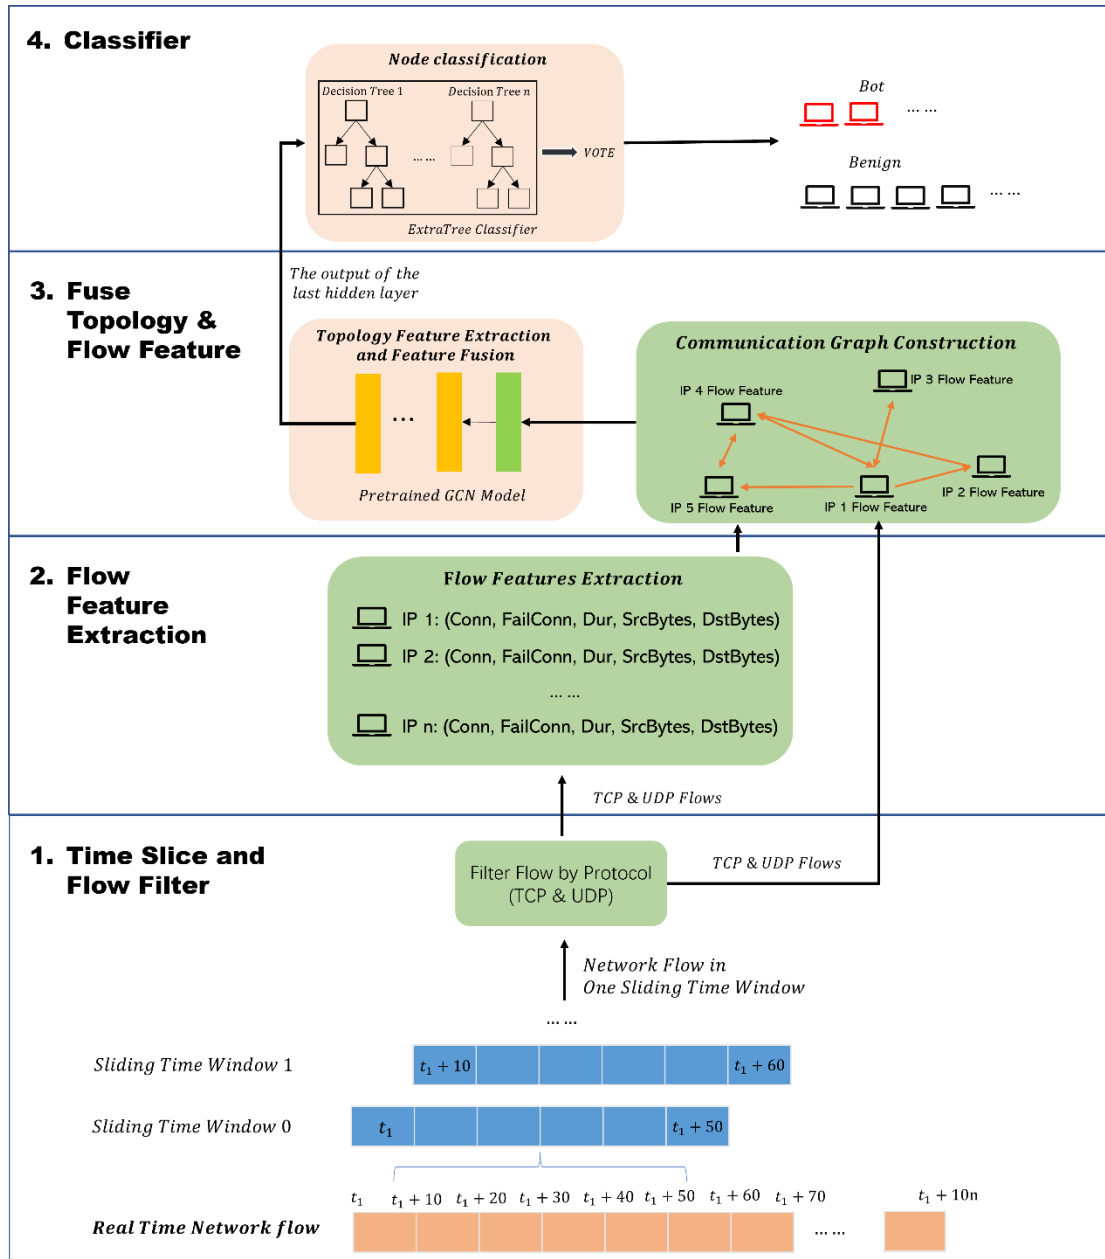 4. Classifier
Node classification
Decision Tree 1
Decision Tree n
... ...
VOTE
ExtraTree Classifier
Bot
... ...
Benign
... ...
3. Fuse
Topology &
Flow Feature
The output of the
last hidden layer
Topology Feature Extraction
and Feature Fusion
...
Pretrained GCN Model
Communication Graph Construction
IP 3 Flow Feature
IP 4 Flow Feature
IP 2 Flow Feature
IP 5 Flow Feature
IP 1 Flow Feature
2. Flow
Feature
Extraction
Flow Features Extraction
IP 1: (Conn, FailConn, Dur, SrcBytes, DstBytes)
IP 2: (Conn, FailConn, Dur, SrcBytes, DstBytes)
... ...
IP n: (Conn, FailConn, Dur, SrcBytes, DstBytes)
TCP & UDP Flows
1. Time Slice and
Flow Filter
Filter Flow by Protocol
(TCP & UDP)
TCP & UDP Flows
Network Flow in
One Sliding Time Window
... ...
Sliding Time Window 1
t₁ + 10
t₁ + 60
Sliding Time Window 0
t₁
t₁ + 50
t₁ t₁ + 10 t₁ + 20 t₁ + 30 t₁ + 40 t₁ + 50 t₁ + 60 t₁ + 70 t₁ + 10n
Real Time Network flow
... ...